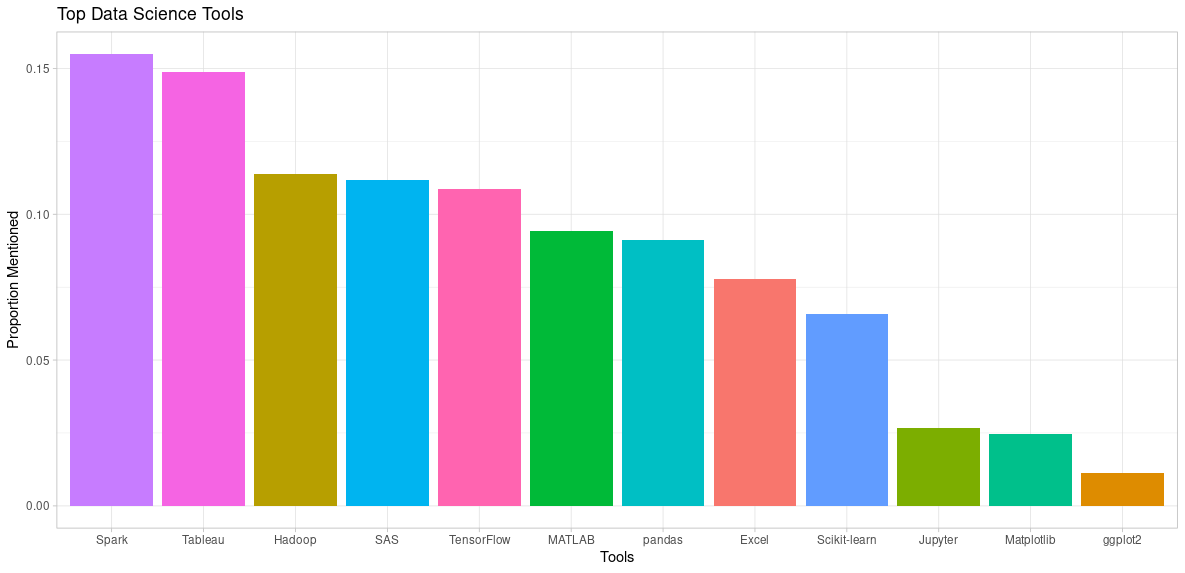 Top Data Science Tools
Proportion Mentioned
0.15
0.10
0.05
0.00
Spark Tableau Hadoop SAS TensorFlow MATLAB pandas Excel Scikit-learn Jupyter Matplotlib ggplot2
Tools